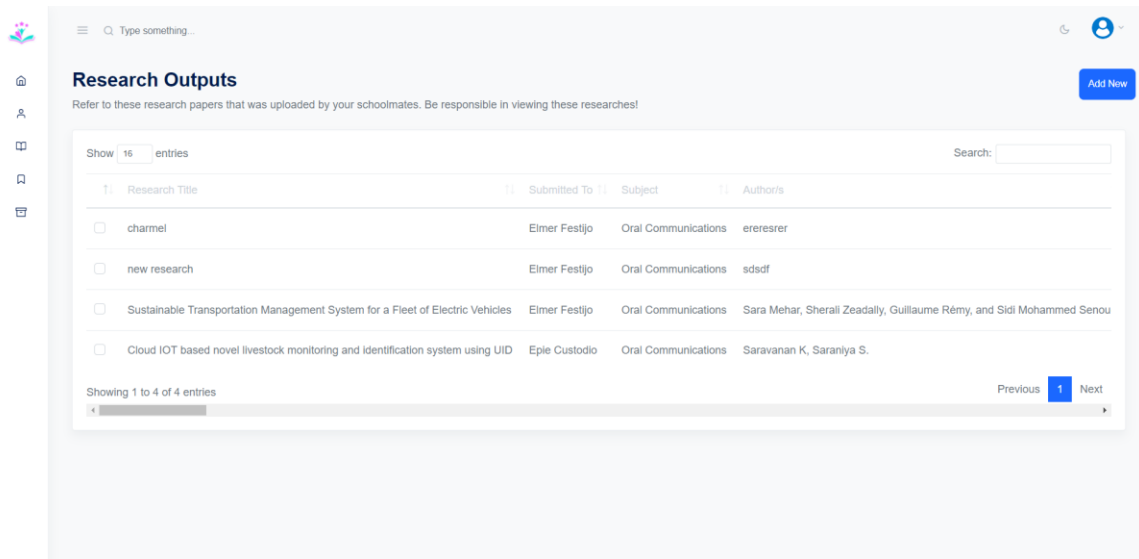 Type something...
Research Outputs
Add New
Refer to these research papers that was uploaded by your schoolmates. Be responsible in viewing these researches!
Show 16 entries Search:
Research Title Submitted To Subject Author/s
charmel Elmer Festijo Oral Communicationsereresrer
new research Elmer Festijo Oral Communications sdsdf
Sustainable Transportation Management System for a Fleet of Electric Vehicles Elmer Festijo Oral Communications Sara Mehar, Sherali Zeadally, Guillaume Rèmy, and Sidi Mohammed Senou
Cloud IOT based novel livestock monitoring and identification system using UID Epie Custodio Oral Communications Saravanan K, Saraniya S.
Showing 1 to 4 of 4 entries Previous 1 Next